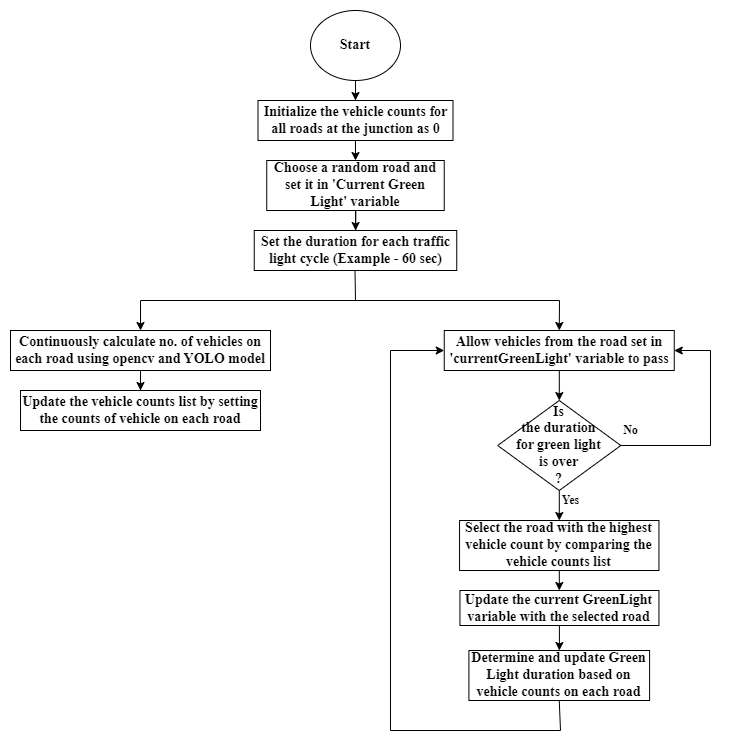 Start
Initialize the vehicle counts for
all roads at the junction as 0
Choose a random road and
set it in 'Current Green
Light' variable
Set the duration for each traffic
light cycle (Example - 60 sec)
Continuously calculate no. of vehicles on
each road using opencv and YOLO model
Update the vehicle counts list by setting
the counts of vehicle on each road
Allow vehicles from the road set in
'currentGreenLight' variable to pass
Is
the duration
for green light
is over
?
No
Yes
Select the road with the highest
vehicle count by comparing the
vehicle counts list
Update the current GreenLight
variable with the selected road
Determine and update Green
Light duration based on
vehicle counts on each road